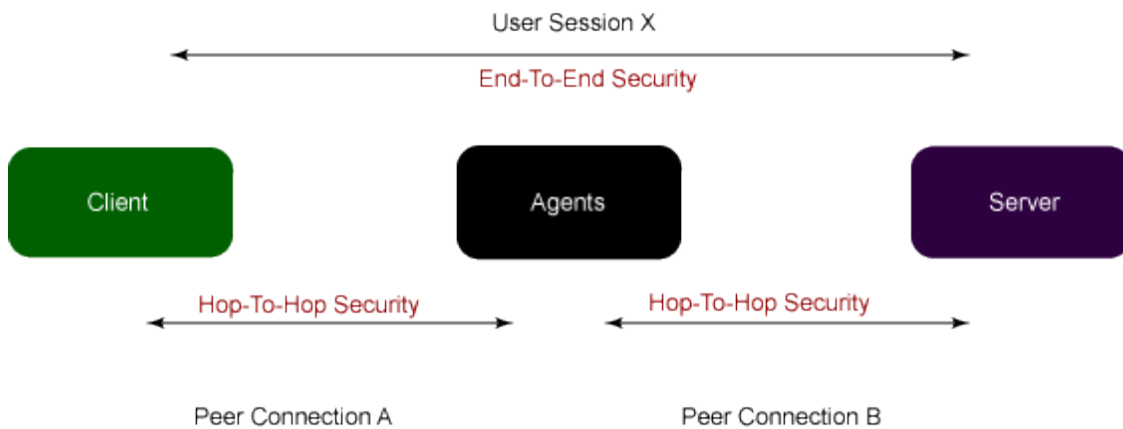 User Session X
End-To-End Security
Client
Agents
Server
Hop-To-Hop Security
Hop-To-Hop Security
Peer Connection A
Peer Connection B